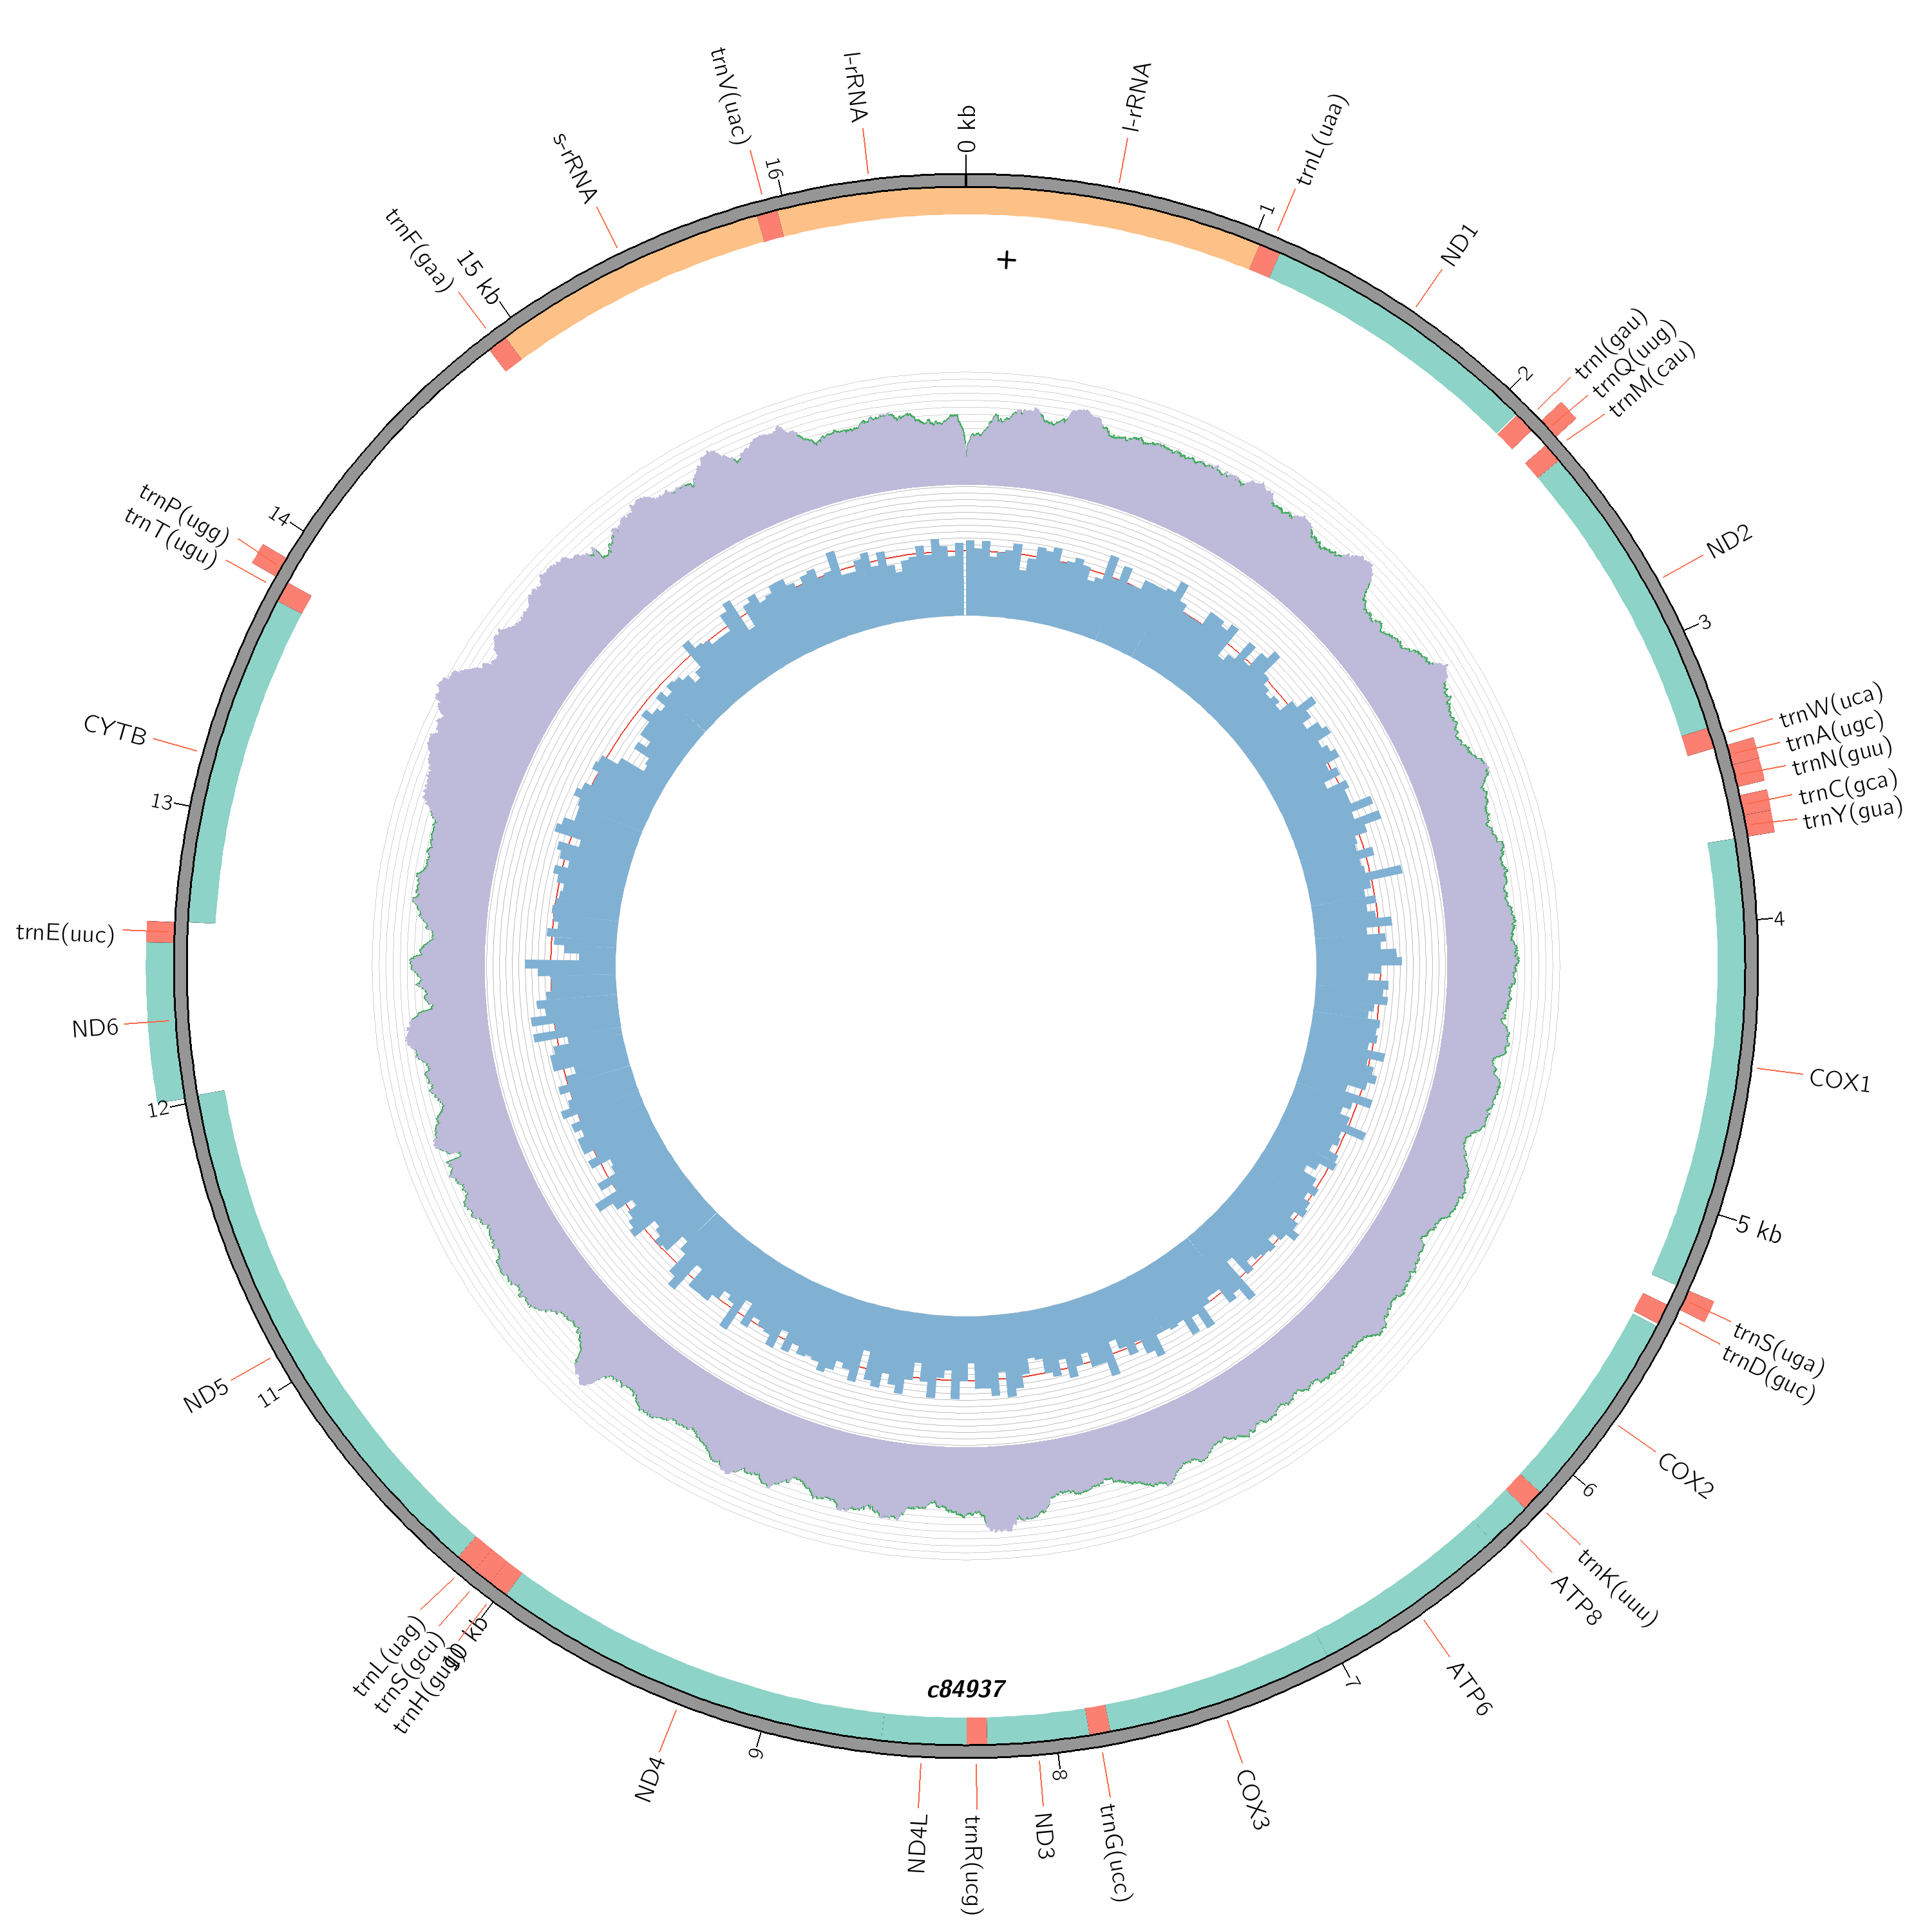 0 kb
l-rRNA
1
trnL(uaa)
ND1
2
trnI(gau)
trnQ(uug)
trnM(cau)
ND2
3
trnW(uca)
trnA(ugc)
trnN(guu)
trnC(gca)
trnY(gua)
4
COX1
5 kb
trnS(uga)
trnD(guc)
COX2
6
trnK(uuu)
ATP8
ATP6
7
COX3
trnG(ucc)
8
ND3
trnR(ucg)
ND4L
9
ND4
10 kb
trnH(gug)
trnS(gcu)
trnL(uag)
11
ND5
12
ND6
trnE(uuc)
13
CYTB
trnT(ugu)
trnP(ugg)
14
trnF(gaa)
15 kb
s-rRNA
trnV(uac)
16
l-rRNA
+
c84937